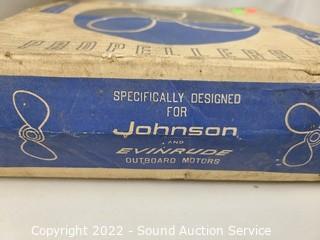 PROPELLERS
SPECIFICALLY DESIGNED
FOR
Johnson
AND
EVINRUDE
OUTBOARD MOTORS
Copyright 2022 - Sound Auction Service